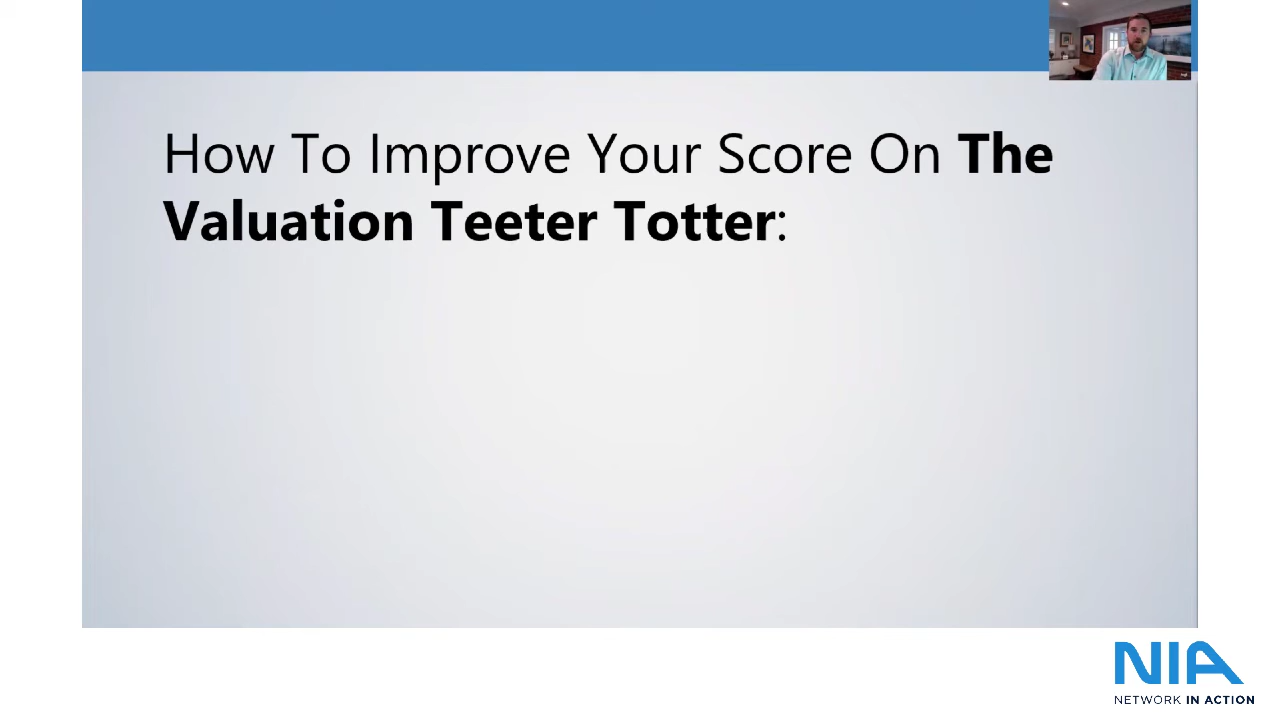 How To Improve Your Score On The
Valuation Teeter Totter:
NIA
NETWORK IN ACTION